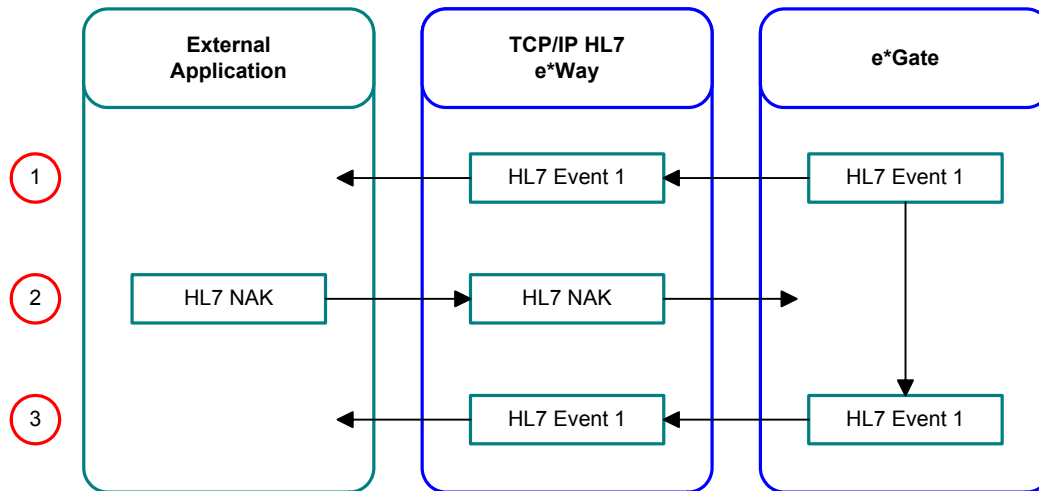 External
Application
TCP/IP HL7
e*Way
e*Gate
1
HL7 Event 1
HL7 Event 1
2
HL7 NAK
HL7 NAK
3
HL7 Event 1
HL7 Event 1